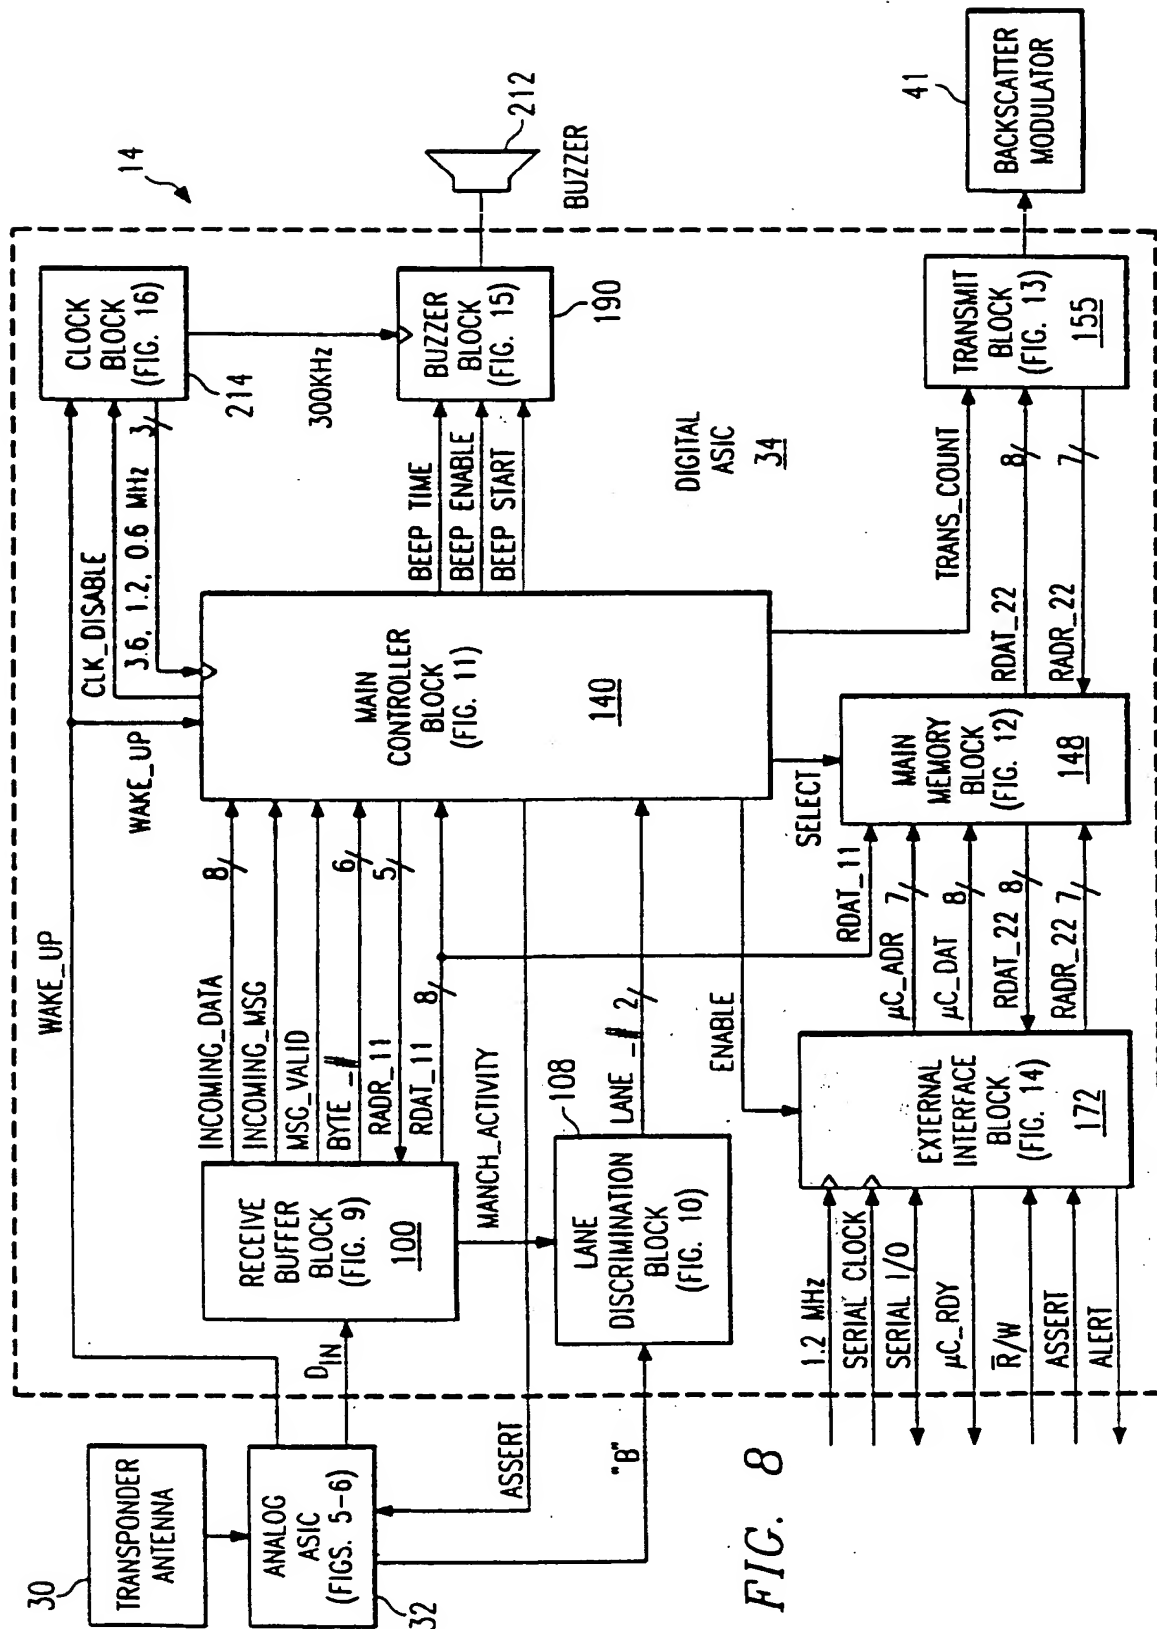 14
30
TRANSPONDER
ANTENNA
ANALOG
ASIC
(FIGS. 5-6)
32
WAKE_UP
D_IN
ASSERT
"B"
RECEIVE
BUFFER
BLOCK
(FIG. 9)
100
INCOMING_DATA
8
INCOMING_MSG
MSG_VALID
BYTE_#
6
RADR_11
5
RDAT_11
8
MANCH_ACTIVITY
108
LANE
DISCRIMINATION
BLOCK
(FIG. 10)
LANE_#
2
WAKE_UP
CLK_DISABLE
3.6, 1.2, 0.6 MHz
3
CLOCK
BLOCK
(FIG. 16)
214
300KHz
MAIN
CONTROLLER
BLOCK
(FIG. 11)
140
BEEP TIME
BEEP ENABLE
BEEP START
BUZZER
BLOCK
(FIG. 15)
190
212
BUZZER
DIGITAL
ASIC
34
ENABLE
SELECT
TRANS_COUNT
1.2 MHz
SERIAL CLOCK
SERIAL I/O
µC_RDY
R̅/W
ASSERT
ALERT
EXTERNAL
INTERFACE
BLOCK
(FIG. 14)
172
RDAT_11
µC_ADR
7
µC_DAT
8
RDAT_22
8
RADR_22
7
MAIN
MEMORY
BLOCK
(FIG. 12)
148
RDAT_22
8
RADR_22
7
TRANSMIT
BLOCK
(FIG. 13)
155
41
BACKSCATTER
MODULATOR
FIG. 8